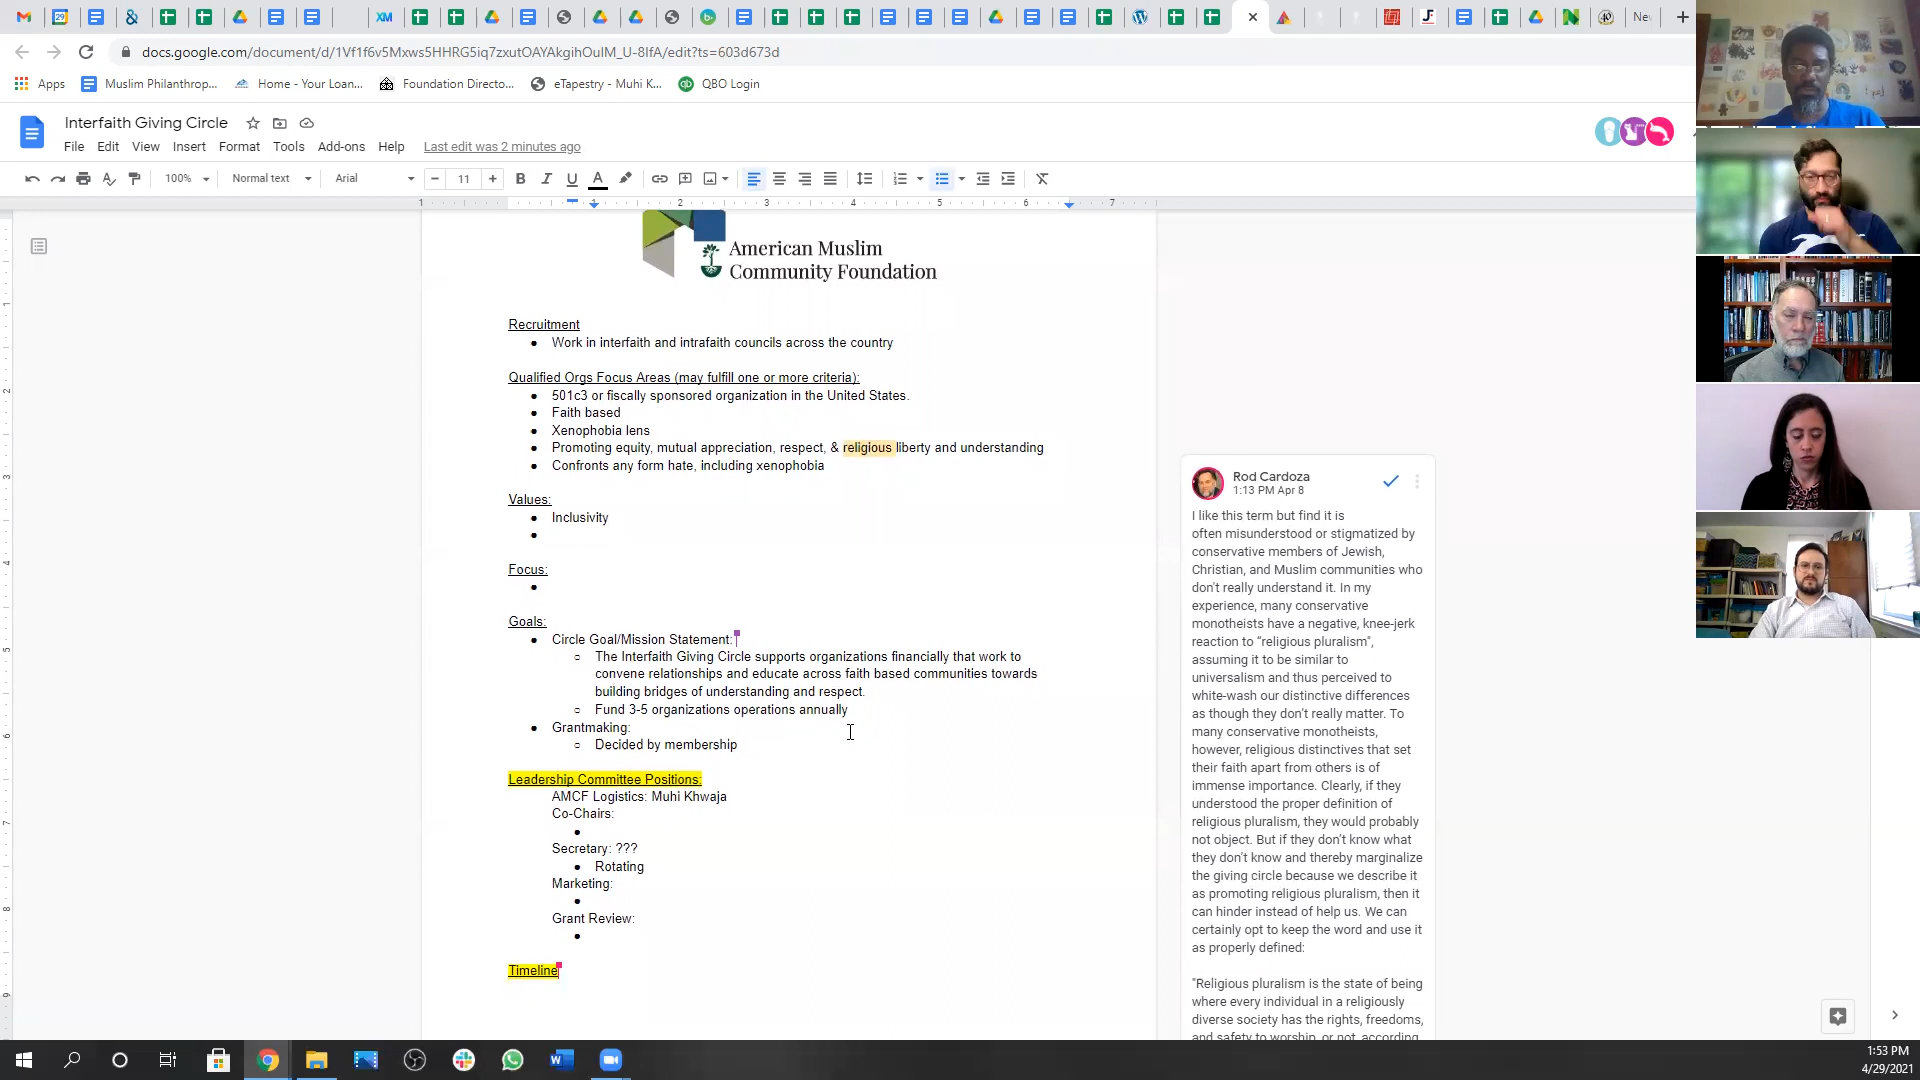 New
docs.google.com/document/d/1Vf1f6v5Mxws5HHRG5iq7zxutOAYAkgihOulM_U-8IfA/edit?ts=603d673d
Apps
Muslim Philanthrop...
Home - Your Loan...
Foundation Directo...
eTapestry - Muhi K...
QBO Login
Interfaith Giving Circle
File Edit View Insert Format Tools Add-ons Help Last edit was 2 minutes ago
100% Normal text Arial 11
1 1 2 3 4 5 6 7
American Muslim
Community Foundation
Recruitment
Work in interfaith and intrafaith councils across the country
Qualified Orgs Focus Areas (may fulfill one or more criteria):
501c3 or fiscally sponsored organization in the United States.
Faith based
Xenophobia lens
Promoting equity, mutual appreciation, respect, & religious liberty and understanding
Confronts any form hate, including xenophobia
Values:
Inclusivity
Focus:
Goals:
Circle Goal/Mission Statement:
The Interfaith Giving Circle supports organizations financially that work to
convene relationships and educate across faith based communities towards
building bridges of understanding and respect.
Fund 3-5 organizations operations annually
Grantmaking:
Decided by membership
Leadership Committee Positions:
AMCF Logistics: Muhi Khwaja
Co-Chairs:
Secretary: ???
Rotating
Marketing:
Grant Review:
Timeline
Rod Cardoza
1:13 PM Apr 8
I like this term but find it is
often misunderstood or stigmatized by
conservative members of Jewish,
Christian, and Muslim communities who
don't really understand it. In my
experience, many conservative
monotheists have a negative, knee-jerk
reaction to "religious pluralism",
assuming it to be similar to
universalism and thus perceived to
white-wash our distinctive differences
as though they don't really matter. To
many conservative monotheists,
however, religious distinctives that set
their faith apart from others is of
immense importance. Clearly, if they
understood the proper definition of
religious pluralism, they would probably
not object. But if they don't know what
they don't know and thereby marginalize
the giving circle because we describe it
as promoting religious pluralism, then it
can hinder instead of help us. We can
certainly opt to keep the word and use it
as properly defined:
"Religious pluralism is the state of being
where every individual in a religiously
diverse society has the rights, freedoms,
and safety to worship, or not, according
1:53 PM
4/29/2021